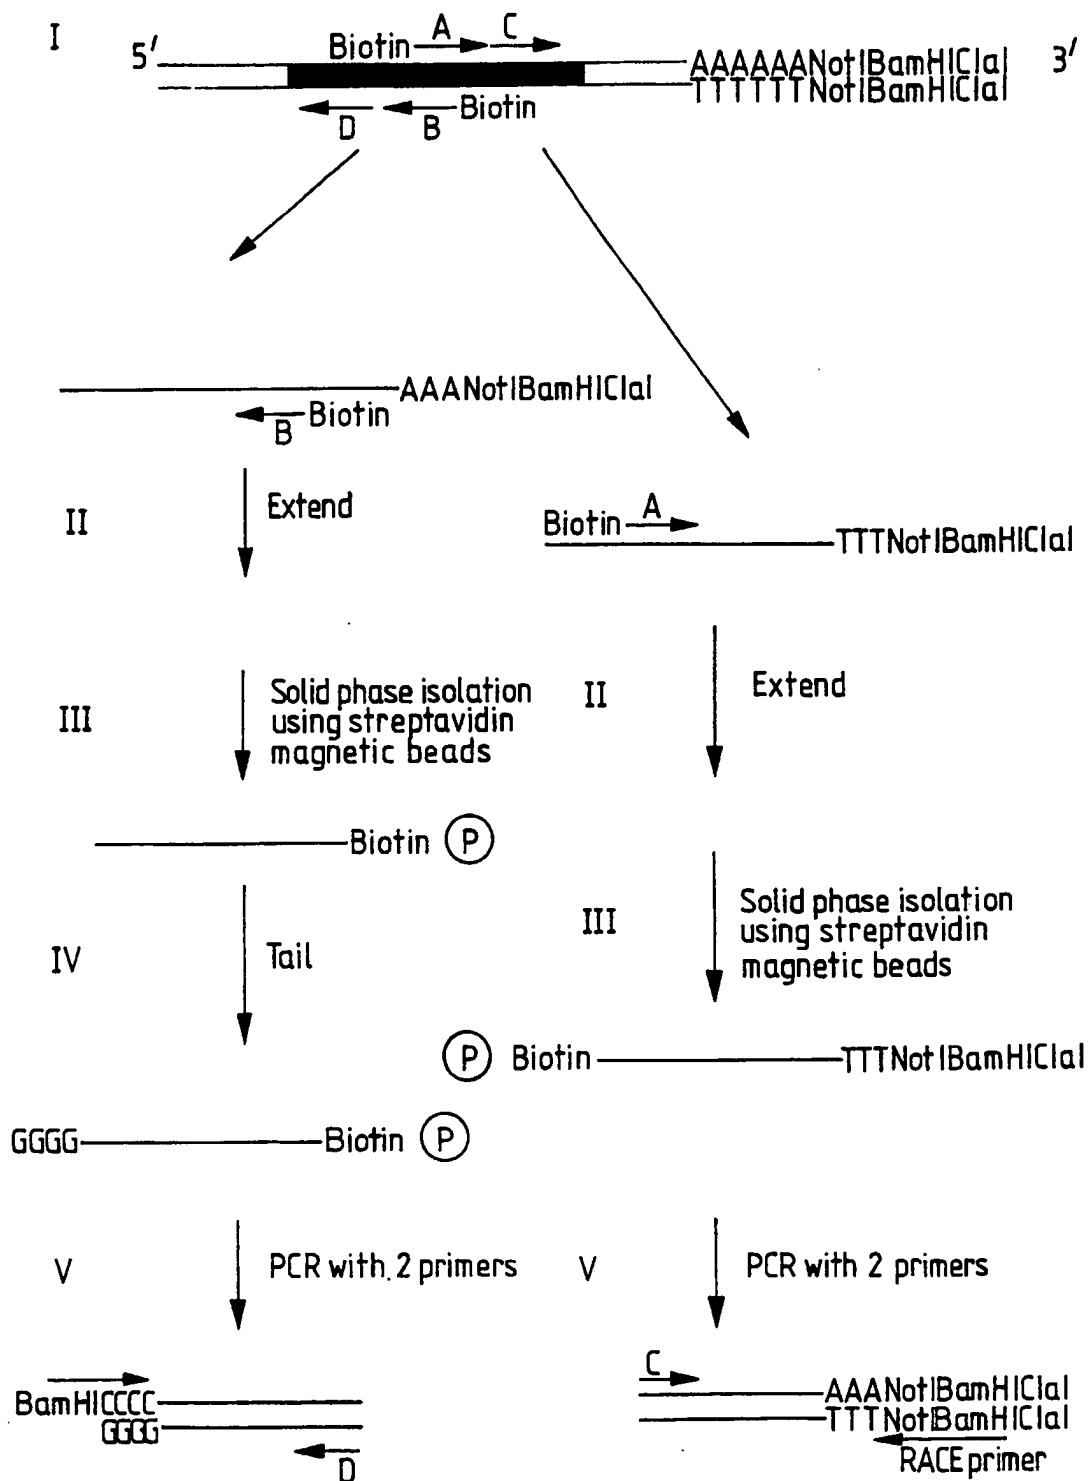 I
5′
Biotin
A
C
AAAAAANotIBamHIClaI
TTTTTTNotIBamHIClaI
3′
D
B
Biotin
AAANotIBamHIClaI
B
Biotin
II
Extend
Biotin
A
TTTNotIBamHIClaI
III
Solid phase isolation
using streptavidin
magnetic beads
II
Extend
Biotin
P
IV
Tail
III
Solid phase isolation
using streptavidin
magnetic beads
P
Biotin
TTTNotIBamHIClaI
GGGG
Biotin
P
V
PCR with 2 primers
V
PCR with 2 primers
BamHICCCC
GGGG
D
C
AAANotIBamHIClaI
TTTNotIBamHIClaI
RACE primer